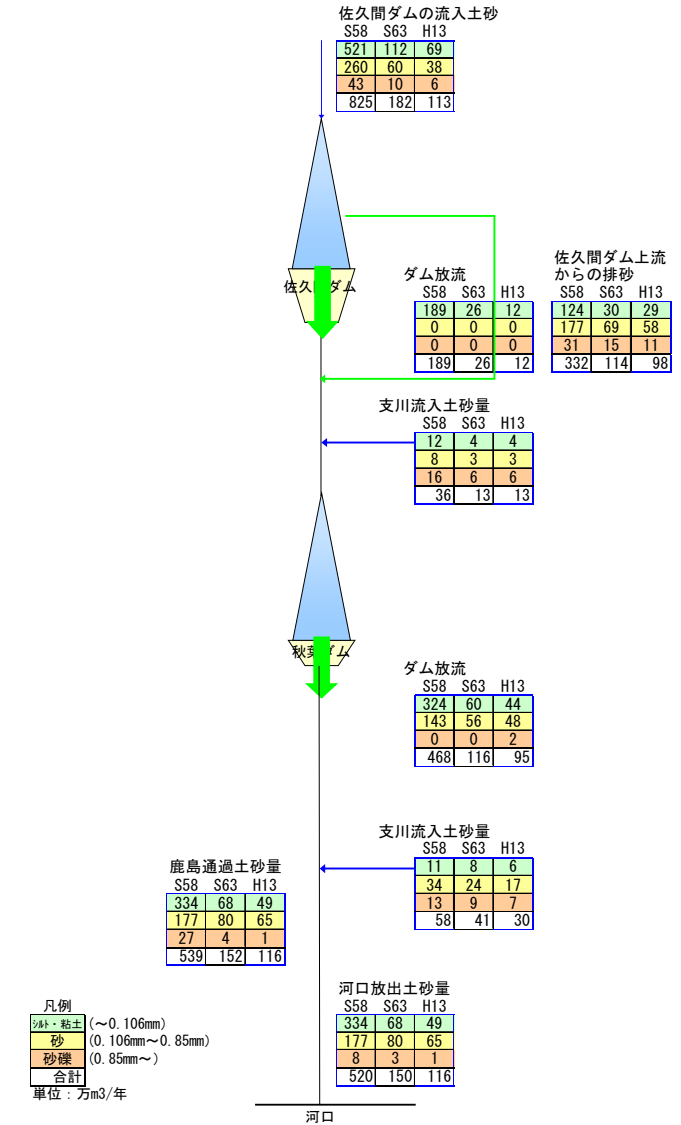 佐久間ダムの流入土砂
S58 S63 H13
521 112 69
260 60 38
43 10 6
825 182 113
佐久間ダム
ダム放流
S58 S63 H13
189 26 12
0 0 0
0 0 0
189 26 12
佐久間ダム上流
からの排砂
S58 S63 H13
124 30 29
177 69 58
31 15 11
332 114 98
支川流入土砂量
S58 S63 H13
12 4 4
8 3 3
16 6 6
36 13 13
秋葉ダム
ダム放流
S58 S63 H13
324 60 44
143 56 48
0 0 2
468 116 95
支川流入土砂量
S58 S63 H13
11 8 6
34 24 17
13 9 7
58 41 30
鹿島通過土砂量
S58 S63 H13
334 68 49
177 80 65
27 4 1
539 152 116
河口放出土砂量
S58 S63 H13
334 68 49
177 80 65
8 3 1
520 150 116
凡例
シルト・粘土 (～0.106mm)
砂 (0.106mm～0.85mm)
砂礫 (0.85mm～)
合計
単位：万m3/年
河口